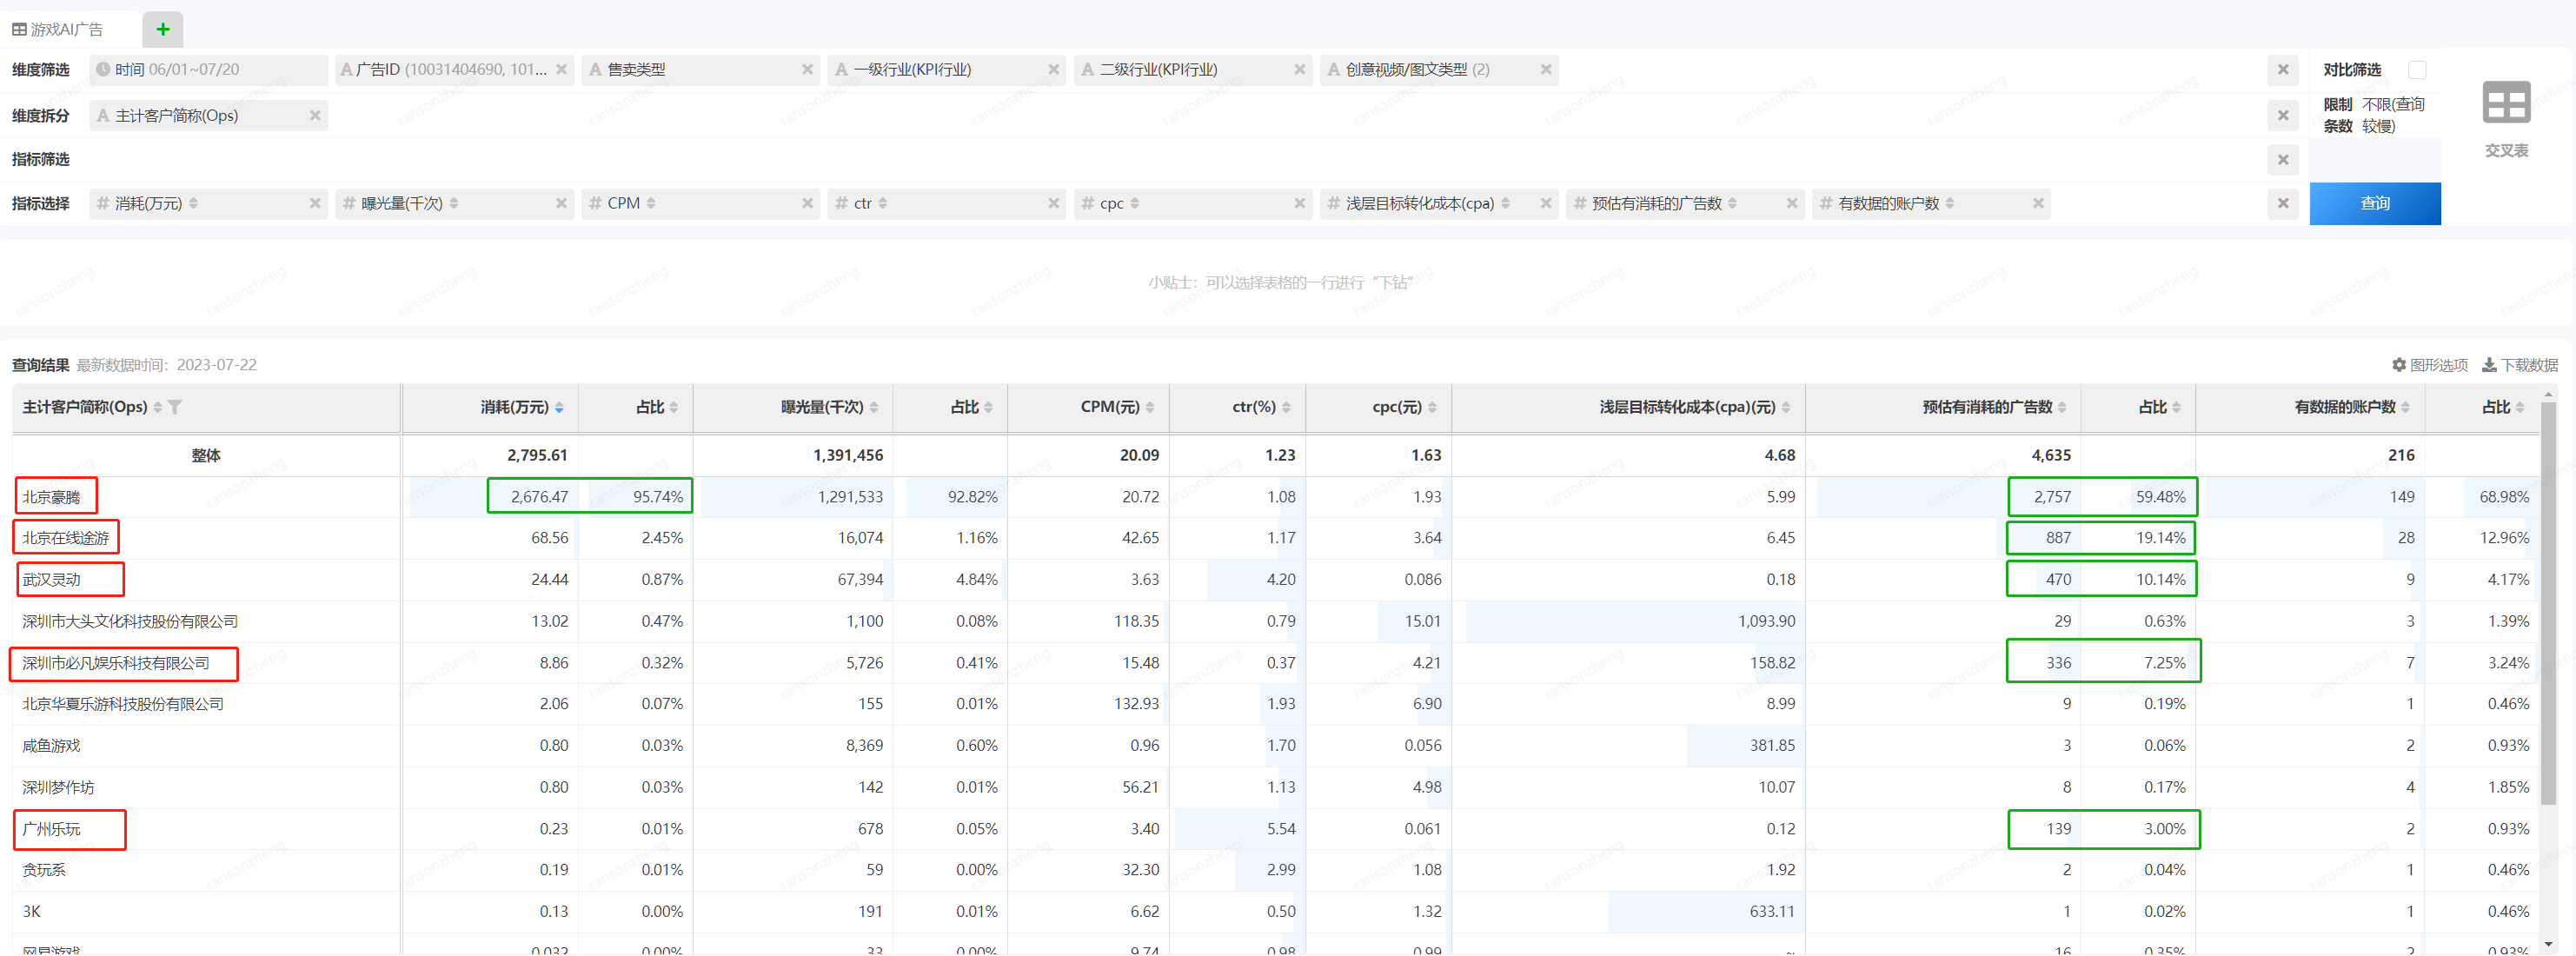 游戏AI广告 +
维度筛选 时间 06/01~07/20 A 广告ID (10031404690, 101... A 售卖类型 A 一级行业(KPI行业) A 二级行业(KPI行业) A 创意视频/图文类型 (2) 对比筛选
维度拆分 A 主计客户简称(Ops) 限制条数 不限(查询较慢)
交叉表
指标筛选
指标选择 # 消耗(万元) # 曝光量(千次) # CPM # ctr # cpc # 浅层目标转化成本(cpa) # 预估有消耗的广告数 # 有数据的账户数 查询
小贴士：可以选择表格的一行进行“下钻”
查询结果 最新数据时间：2023-07-22 图形选项 下载数据
主计客户简称(Ops) 消耗(万元) 占比 曝光量(千次) 占比 CPM(元) ctr(%) cpc(元) 浅层目标转化成本(cpa)(元) 预估有消耗的广告数 占比 有数据的账户数 占比
整体 2,795.61 1,391,456 20.09 1.23 1.63 4.68 4,635 216
北京豪腾 2,676.47 95.74% 1,291,533 92.82% 20.72 1.08 1.93 5.99 2,757 59.48% 149 68.98%
北京在线途游 68.56 2.45% 16,074 1.16% 42.65 1.17 3.64 6.45 887 19.14% 28 12.96%
武汉灵动 24.44 0.87% 67,394 4.84% 3.63 4.20 0.086 0.18 470 10.14% 9 4.17%
深圳市大头文化科技股份有限公司 13.02 0.47% 1,100 0.08% 118.35 0.79 15.01 1,093.90 29 0.63% 3 1.39%
深圳市必凡娱乐科技有限公司 8.86 0.32% 5,726 0.41% 15.48 0.37 4.21 158.82 336 7.25% 7 3.24%
北京华夏乐游科技股份有限公司 2.06 0.07% 155 0.01% 132.93 1.93 6.90 8.99 9 0.19% 1 0.46%
咸鱼游戏 0.80 0.03% 8,369 0.60% 0.96 1.70 0.056 381.85 3 0.06% 2 0.93%
深圳梦作坊 0.80 0.03% 142 0.01% 56.21 1.13 4.98 10.07 8 0.17% 4 1.85%
广州乐玩 0.23 0.01% 678 0.05% 3.40 5.54 0.061 0.12 139 3.00% 2 0.93%
贪玩系 0.19 0.01% 59 0.00% 32.30 2.99 1.08 1.92 2 0.04% 1 0.46%
3K 0.13 0.00% 191 0.01% 6.62 0.50 1.32 633.11 1 0.02% 1 0.46%
网易游戏 0.032 0.00% 33 0.00% 9.74 0.98 0.99 ~ 16 0.35% 2 0.93%
ransonzheng